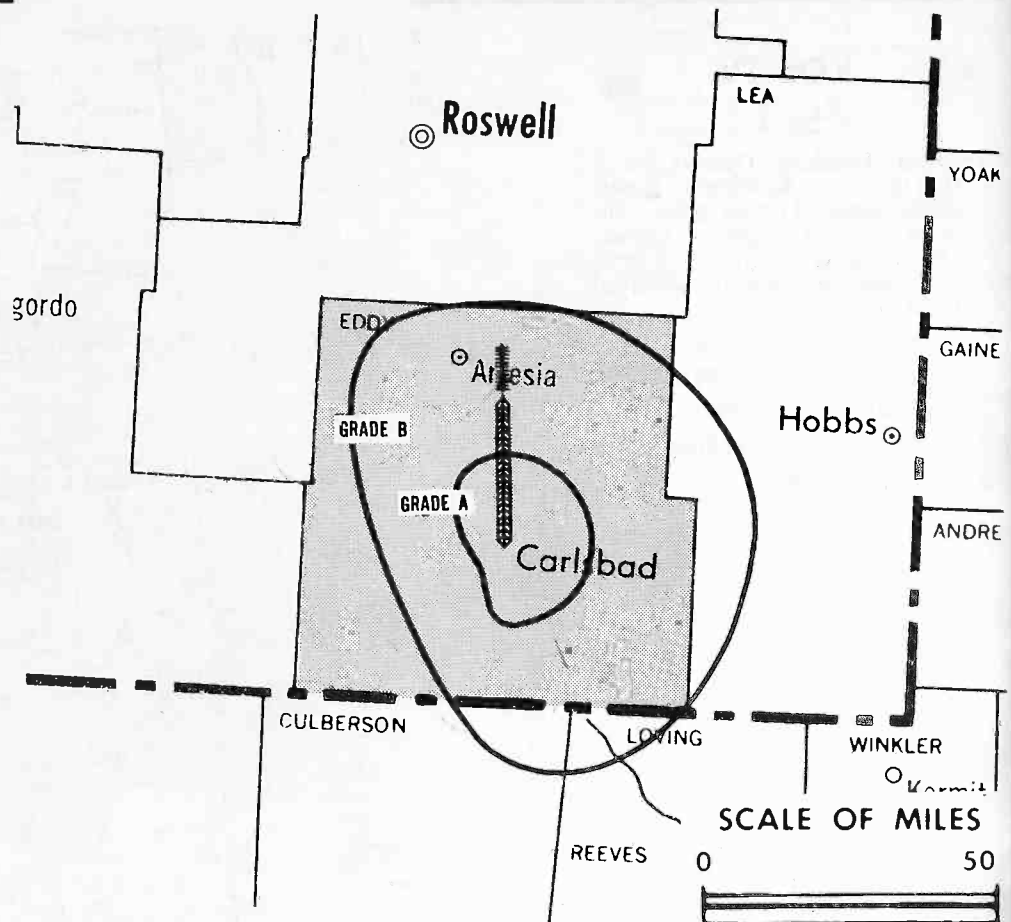 Roswell
LEA
YOAK
gordo
EDDY
Artesia
GAINE
GRADE B
Hobbs
GRADE A
ANDRE
Carlsbad
CULBERSON
LOVING
WINKLER
Kermit
SCALE OF MILES
REEVES
0 50